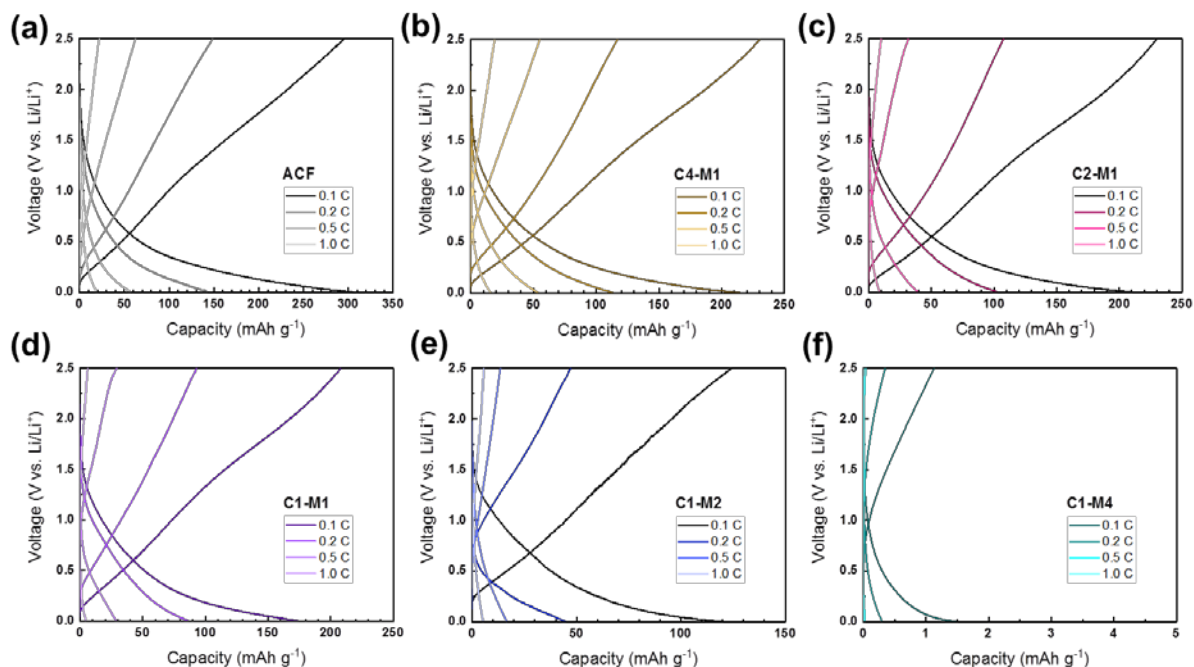 (a)
2.5
2.0
1.5
1.0
0.5
0.0
Voltage (V vs. Li/Li⁺)
ACF
0.1 C
0.2 C
0.5 C
1.0 C
0 50 100 150 200 250 300 350
Capacity (mAh g⁻¹)
(b)
2.5
2.0
1.5
1.0
0.5
0.0
Voltage (V vs. Li/Li⁺)
C4-M1
0.1 C
0.2 C
0.5 C
1.0 C
0 50 100 150 200 250
Capacity (mAh g⁻¹)
(c)
2.5
2.0
1.5
1.0
0.5
0.0
Voltage (V vs. Li/Li⁺)
C2-M1
0.1 C
0.2 C
0.5 C
1.0 C
0 50 100 150 200 250
Capacity (mAh g⁻¹)
(d)
2.5
2.0
1.5
1.0
0.5
0.0
Voltage (V vs. Li/Li⁺)
C1-M1
0.1 C
0.2 C
0.5 C
1.0 C
0 50 100 150 200 250
Capacity (mAh g⁻¹)
(e)
2.5
2.0
1.5
1.0
0.5
0.0
Voltage (V vs. Li/Li⁺)
C1-M2
0.1 C
0.2 C
0.5 C
1.0 C
0 50 100 150
Capacity (mAh g⁻¹)
(f)
2.5
2.0
1.5
1.0
0.5
0.0
Voltage (V vs. Li/Li⁺)
C1-M4
0.1 C
0.2 C
0.5 C
1.0 C
0 1 2 3 4 5
Capacity (mAh g⁻¹)